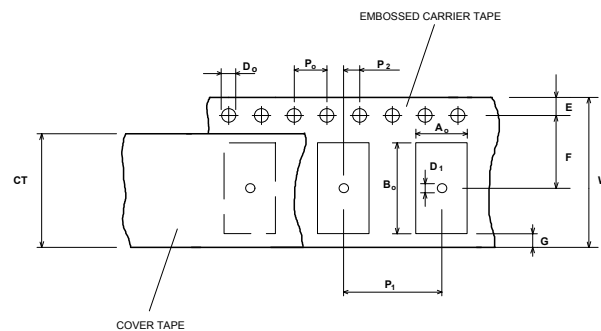 EMBOSSED CARRIER TAPE
Do
Po
P2
E
Ao
F
CT
D1
Bo
W
G
P1
COVER TAPE